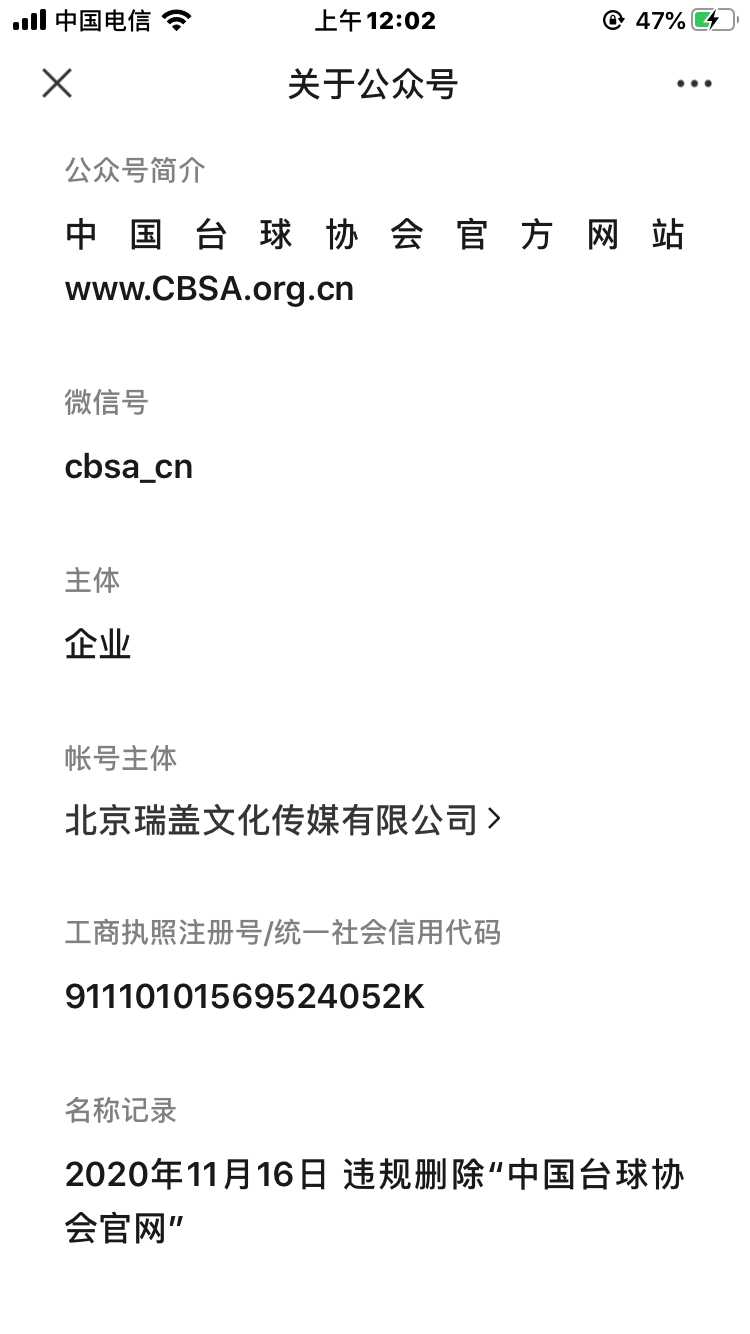 中国电信 上午12:02 47%
关于公众号
公众号简介
中国台球协会官方网站
www.CBSA.org.cn
微信号
cbsa_cn
主体
企业
帐号主体
北京瑞盖文化传媒有限公司
工商执照注册号/统一社会信用代码
91110101569524052K
名称记录
2020年11月16日 违规删除“中国台球协
会官网”